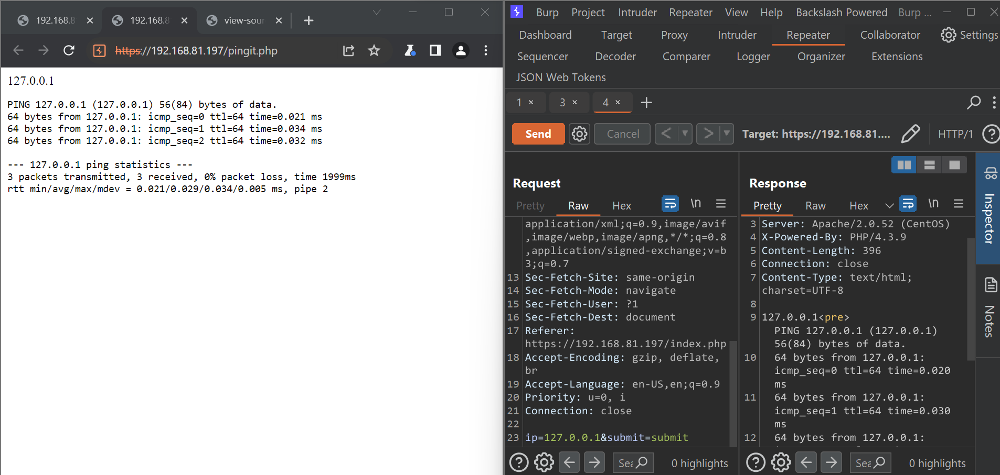 192.168.8
192.168.8
view-sour
https://192.168.81.197/pingit.php
127.0.0.1
PING 127.0.0.1 (127.0.0.1) 56(84) bytes of data.
64 bytes from 127.0.0.1: icmp_seq=0 ttl=64 time=0.021 ms
64 bytes from 127.0.0.1: icmp_seq=1 ttl=64 time=0.034 ms
64 bytes from 127.0.0.1: icmp_seq=2 ttl=64 time=0.032 ms
--- 127.0.0.1 ping statistics ---
3 packets transmitted, 3 received, 0% packet loss, time 1999ms
rtt min/avg/max/mdev = 0.021/0.029/0.034/0.005 ms, pipe 2
Burp Project Intruder Repeater View Help Backslash Powered Burp ...
Dashboard Target Proxy Intruder Repeater Collaborator Settings
Sequencer Decoder Comparer Logger Organizer Extensions
JSON Web Tokens
1 × 3 × 4 × +
Send Cancel < > Target: https://192.168.81.... HTTP/1 ?
Request
Pretty Raw Hex \n
application/xml;q=0.9,image/avif
,image/webp,image/apng,*/*;q=0.8
,application/signed-exchange;v=b
3;q=0.7
13 Sec-Fetch-Site: same-origin
14 Sec-Fetch-Mode: navigate
15 Sec-Fetch-User: ?1
16 Sec-Fetch-Dest: document
17 Referer:
https://192.168.81.197/index.php
18 Accept-Encoding: gzip, deflate,
br
19 Accept-Language: en-US,en;q=0.9
20 Priority: u=0, i
21 Connection: close
22
23 ip=127.0.0.1&submit=submit
? Sea 0 highlights
Response
Pretty Raw Hex \n
3 Server: Apache/2.0.52 (CentOS)
4 X-Powered-By: PHP/4.3.9
5 Content-Length: 396
6 Connection: close
7 Content-Type: text/html;
charset=UTF-8
8
9 127.0.0.1<pre>
PING 127.0.0.1 (127.0.0.1)
56(84) bytes of data.
10 64 bytes from 127.0.0.1:
icmp_seq=0 ttl=64 time=0.020
ms
11 64 bytes from 127.0.0.1:
icmp_seq=1 ttl=64 time=0.030
ms
12 64 bytes from 127.0.0.1:
? Sea 0 highlights
Inspector
Notes